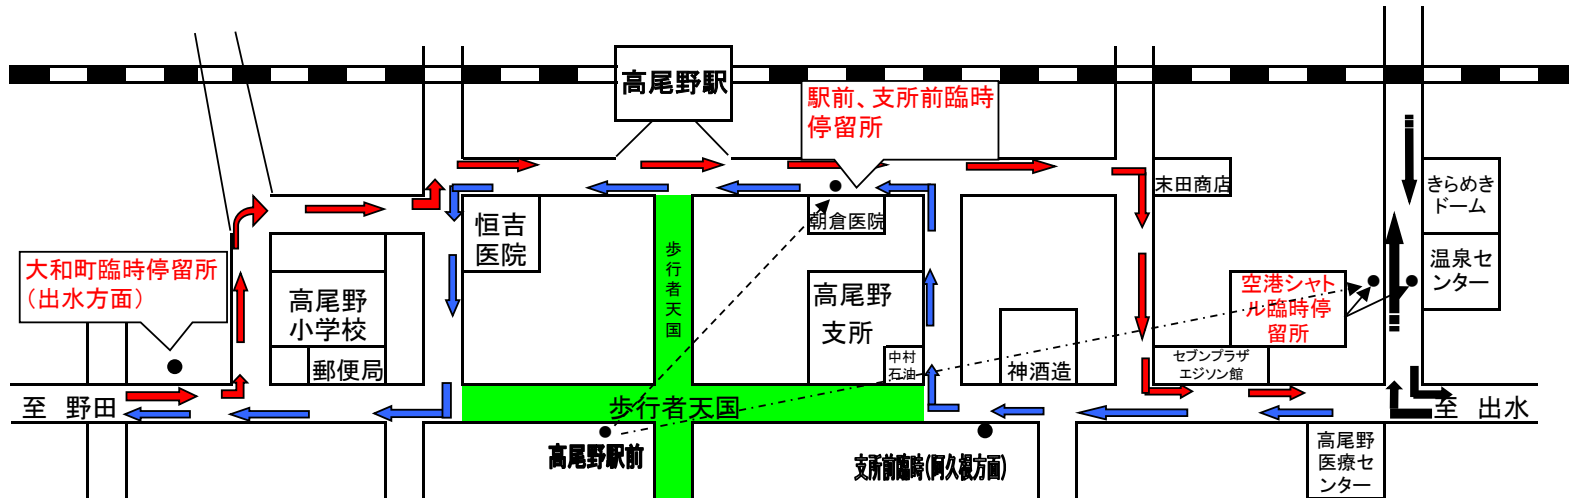 高尾野駅
駅前、支所前臨時
停留所
大和町臨時停留所
(出水方面)
恒吉
医院
歩行者天国
朝倉医院
末田商店
きらめき
ドーム
温泉セ
ンター
空港シャト
ル臨時停
留所
高尾野
小学校
郵便局
高尾野
支所
中村
石油
神酒造
セブンプラザ
エジソン館
至 野田
歩行者天国
至 出水
高尾野駅前
支所前臨時(阿久根方面)
高尾野
医療セ
ンター